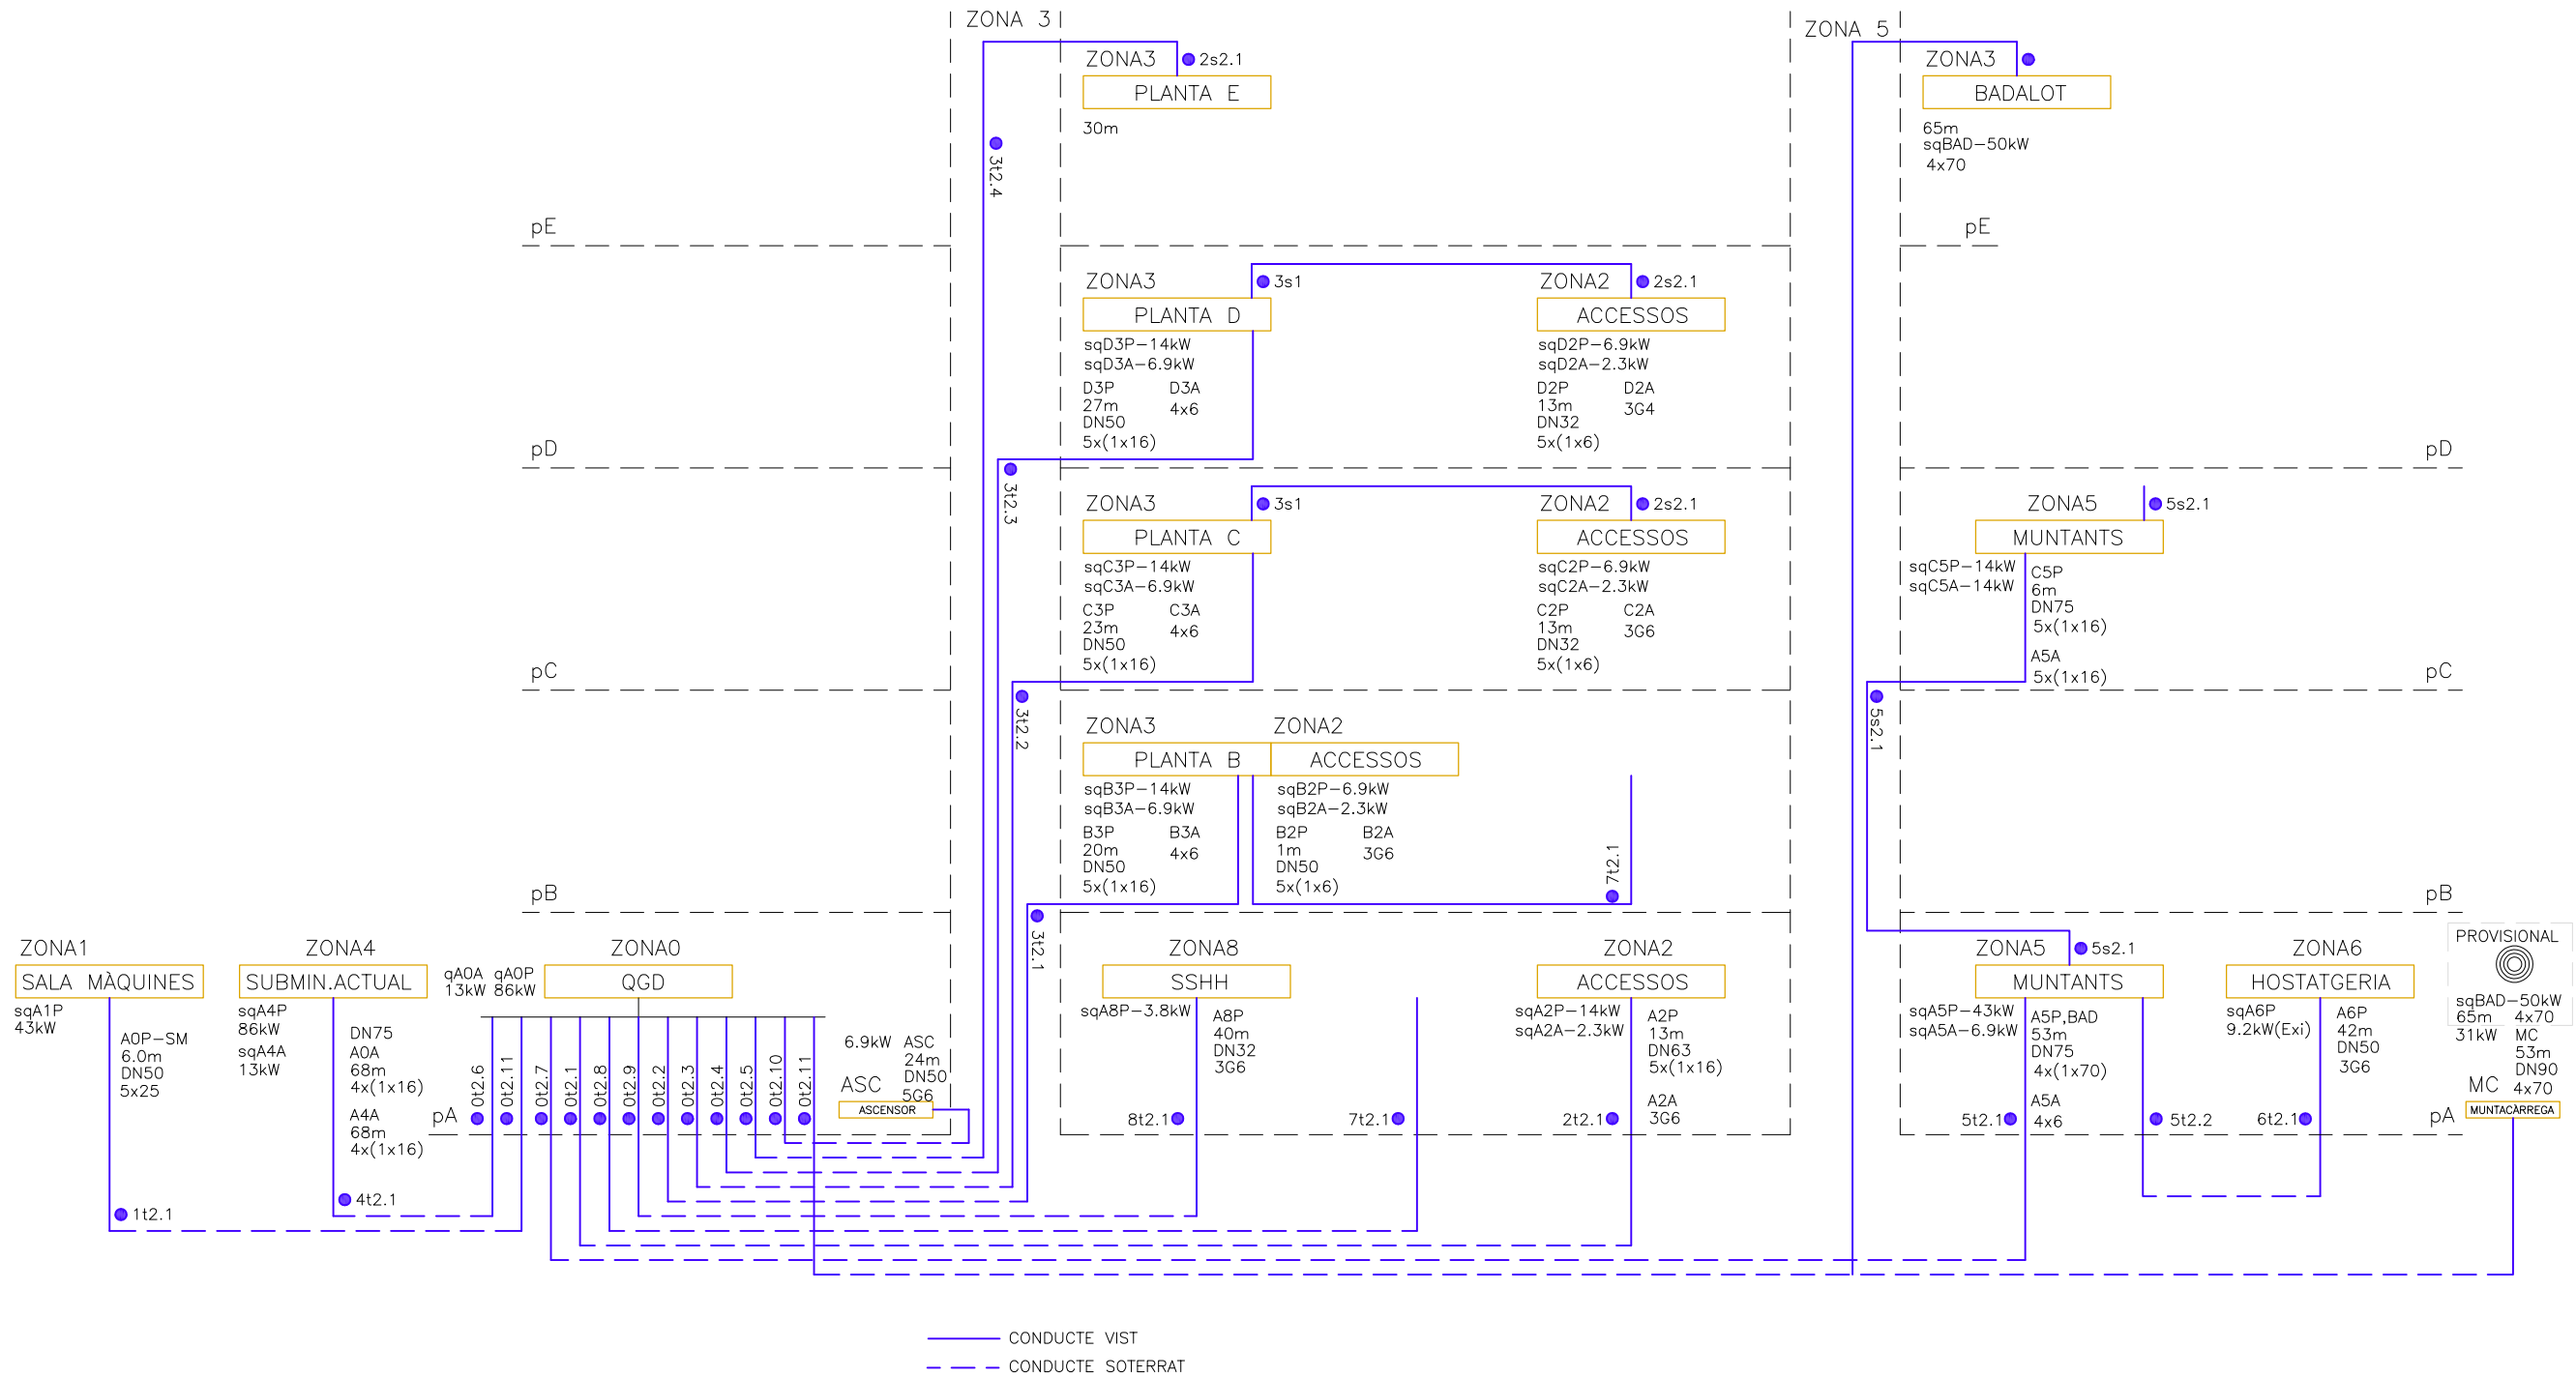 ZONA 3
ZONA 5
ZONA3
2s2.1
PLANTA E
30m
3t2.4
ZONA3
BADALOT
65m
sqBAD-50kW
4x70
pE
pE
ZONA3
3s1
PLANTA D
sqD3P-14kW
sqD3A-6.9kW
D3P D3A
27m 4x6
DN50
5x(1x16)
ZONA2
2s2.1
ACCESSOS
sqD2P-6.9kW
sqD2A-2.3kW
D2P D2A
13m 3G4
DN32
5x(1x6)
pD
pD
3t2.3
ZONA3
3s1
PLANTA C
sqC3P-14kW
sqC3A-6.9kW
C3P C3A
23m 4x6
DN50
5x(1x16)
ZONA2
2s2.1
ACCESSOS
sqC2P-6.9kW
sqC2A-2.3kW
C2P C2A
13m 3G6
DN32
5x(1x6)
ZONA5
5s2.1
MUNTANTS
sqC5P-14kW
sqC5A-14kW
C5P
6m
DN75
5x(1x16)
A5A
5x(1x16)
pC
pC
3t2.2
5s2.1
ZONA3
PLANTA B
sqB3P-14kW
sqB3A-6.9kW
B3P B3A
20m 4x6
DN50
5x(1x16)
ZONA2
ACCESSOS
sqB2P-6.9kW
sqB2A-2.3kW
B2P B2A
1m 3G6
DN50
5x(1x6)
7t2.1
pB
pB
3t2.1
ZONA1
SALA MÀQUINES
sqA1P
43kW
A0P-SM
6.0m
DN50
5x25
1t2.1
ZONA4
SUBMIN.ACTUAL
sqA4P
86kW
sqA4A
13kW
DN75
A0A
68m
4x(1x16)
A4A
68m
4x(1x16)
4t2.1
ZONA0
qA0A qA0P
13kW 86kW
QGD
pA
0t2.6
0t2.11
0t2.7
0t2.1
0t2.8
0t2.9
0t2.2
0t2.3
0t2.4
0t2.5
0t2.10
0t2.11
6.9kW ASC
24m
DN50
5G6
ASC
ASCENSOR
ZONA8
SSHH
sqA8P-3.8kW
A8P
40m
DN32
3G6
8t2.1
7t2.1
ZONA2
ACCESSOS
sqA2P-14kW
sqA2A-2.3kW
A2P
13m
DN63
5x(1x16)
A2A
3G6
2t2.1
ZONA5
5s2.1
MUNTANTS
sqA5P-43kW
sqA5A-6.9kW
A5P,BAD
53m
DN75
4x(1x70)
A5A
4x6
5t2.1
5t2.2
ZONA6
HOSTATGERIA
sqA6P
9.2kW(Exi)
A6P
42m
DN50
3G6
6t2.1
pA
PROVISIONAL
sqBAD-50kW
65m 4x70
31kW MC
53m
DN90
4x70
MC
MUNTACÀRREGA
CONDUCTE VIST
CONDUCTE SOTERRAT